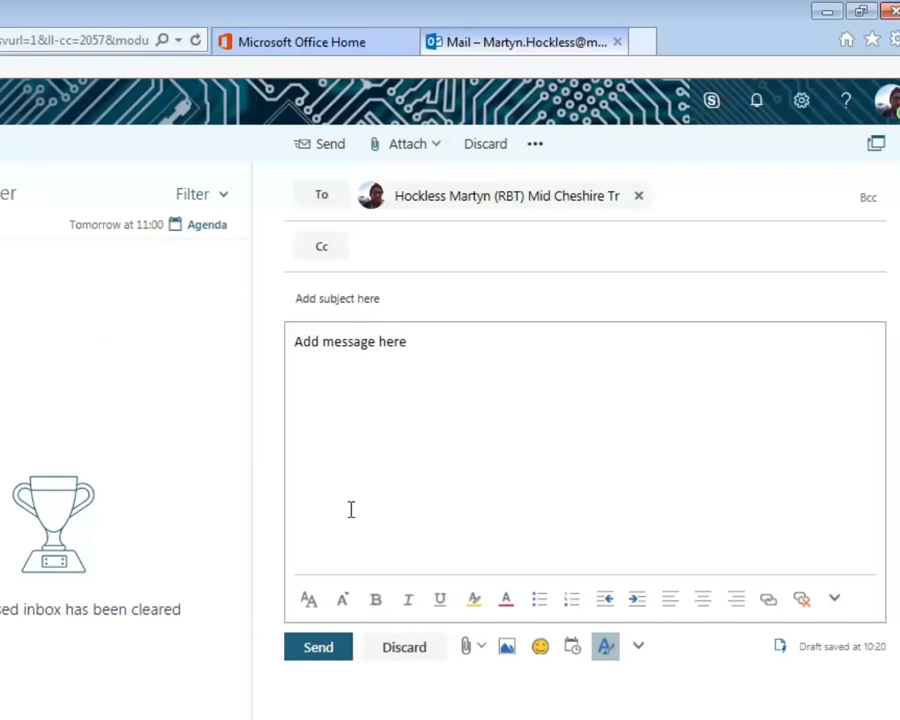 svurl=1&ll-cc=2057&modu
Microsoft Office Home
Mail – Martyn.Hockless@m...
Send
Attach
Discard
er
Filter
To
Hockless Martyn (RBT) Mid Cheshire Tr
Bcc
Tomorrow at 11:00
Agenda
Cc
Add subject here
Add message here
sed inbox has been cleared
Send
Discard
Draft saved at 10:20